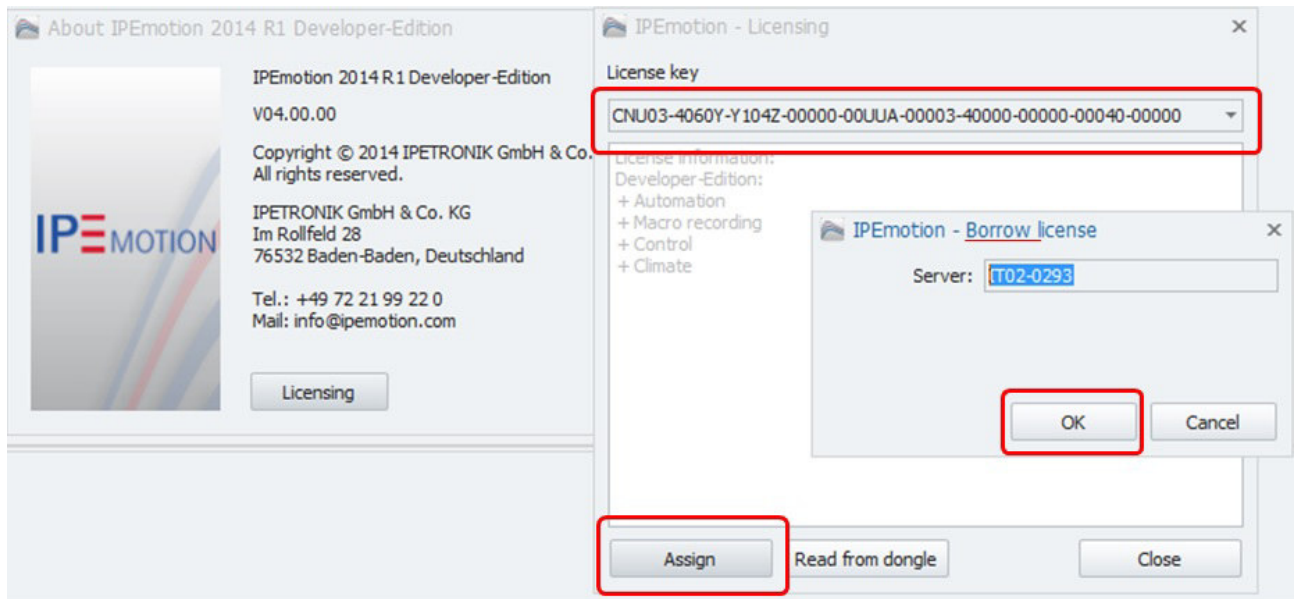 About IPEmotion 2014 R1 Developer-Edition
IPEmotion 2014 R1 Developer-Edition
V04.00.00
Copyright © 2014 IPETRONIK GmbH & Co.
All rights reserved.
IPETRONIK GmbH & Co. KG
Im Rollfeld 28
76532 Baden-Baden, Deutschland
Tel.: +49 72 21 99 22 0
Mail: info@ipemotion.com
Licensing
IPEMOTION
IPEmotion - Licensing
License key
CNU03-4060Y-Y104Z-00000-00UUA-00003-40000-00000-00040-00000
License information:
Developer-Edition:
+ Automation
+ Macro recording
+ Control
+ Climate
Assign
Read from dongle
Close
IPEmotion - Borrow license
Server: IT02-0293
OK
Cancel